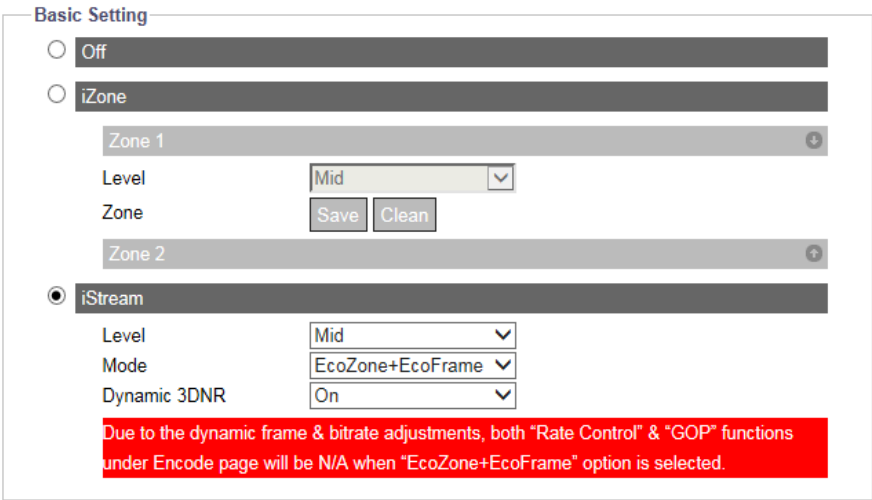 Basic Setting
Off
iZone
Zone 1
Level Mid
Zone Save Clean
Zone 2
iStream
Level Mid
Mode EcoZone+EcoFrame
Dynamic 3DNR On
Due to the dynamic frame & bitrate adjustments, both “Rate Control” & “GOP” functions
under Encode page will be N/A when “EcoZone+EcoFrame” option is selected.